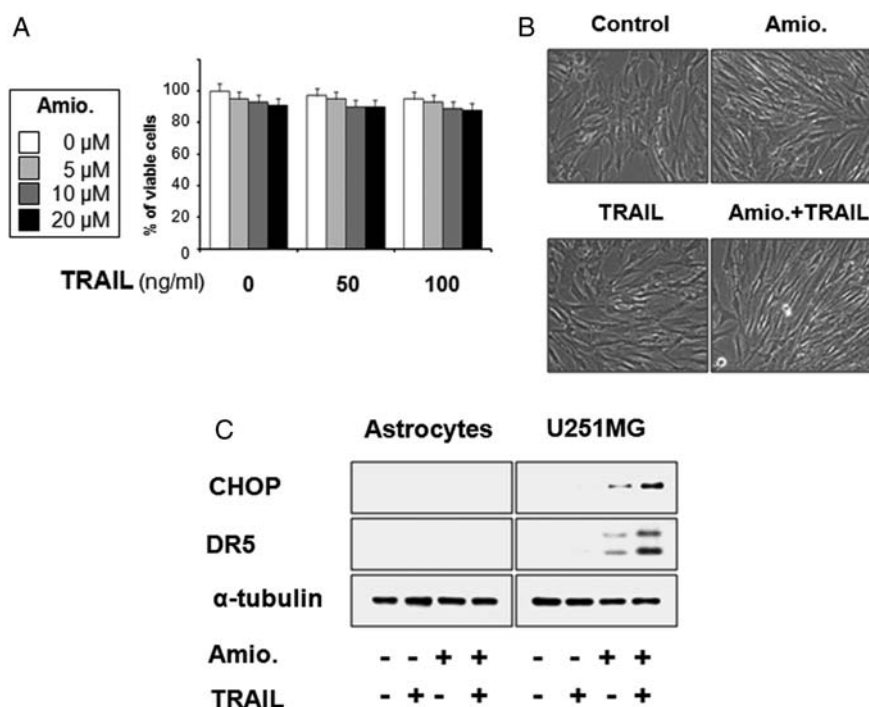 A
Amio.
0 µM
5 µM
10 µM
20 µM
% of viable cells
100
80
60
40
20
0
TRAIL (ng/ml) 0 50 100
B
Control Amio.
TRAIL Amio.+TRAIL
C
Astrocytes U251MG
CHOP
DR5
α-tubulin
Amio. - - + + - - + +
TRAIL - + - + - + - +